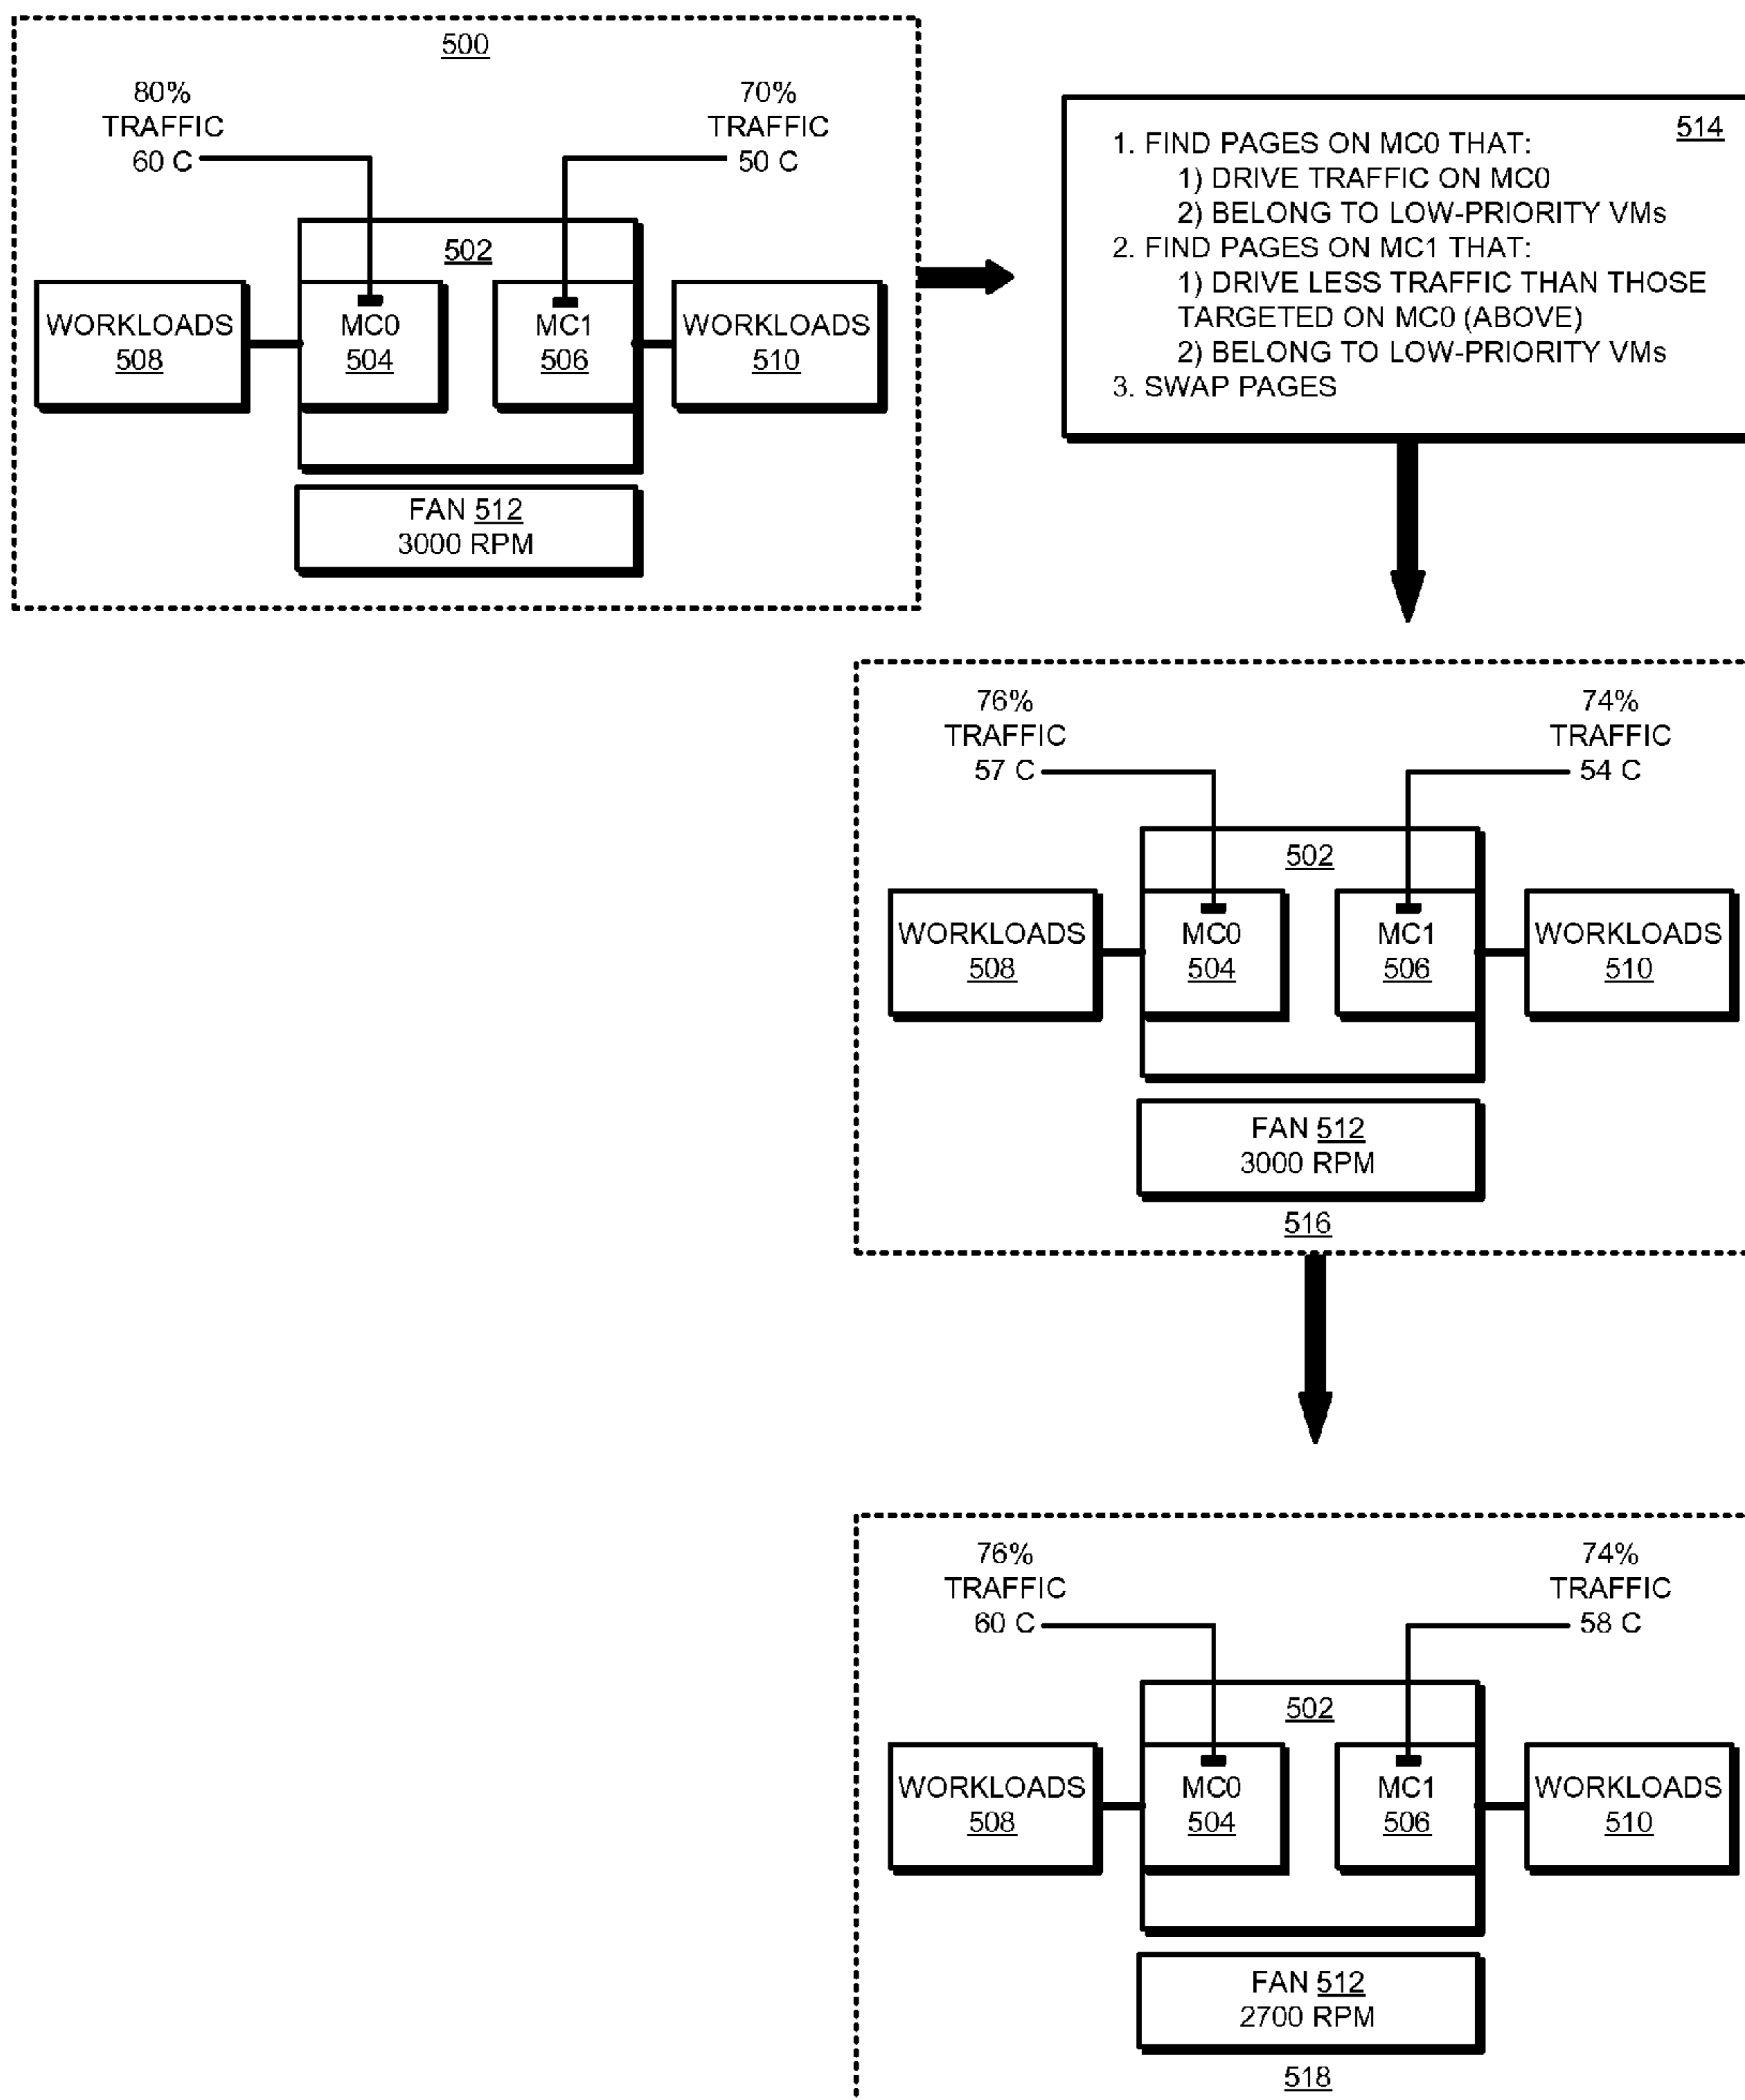 500
80%
TRAFFIC
60 C
70%
TRAFFIC
50 C
502
WORKLOADS
508
MC0
504
MC1
506
WORKLOADS
510
FAN 512
3000 RPM
514
1. FIND PAGES ON MC0 THAT:
1) DRIVE TRAFFIC ON MC0
2) BELONG TO LOW-PRIORITY VMs
2. FIND PAGES ON MC1 THAT:
1) DRIVE LESS TRAFFIC THAN THOSE
TARGETED ON MC0 (ABOVE)
2) BELONG TO LOW-PRIORITY VMs
3. SWAP PAGES
76%
TRAFFIC
57 C
74%
TRAFFIC
54 C
502
WORKLOADS
508
MC0
504
MC1
506
WORKLOADS
510
FAN 512
3000 RPM
516
76%
TRAFFIC
60 C
74%
TRAFFIC
58 C
502
WORKLOADS
508
MC0
504
MC1
506
WORKLOADS
510
FAN 512
2700 RPM
518